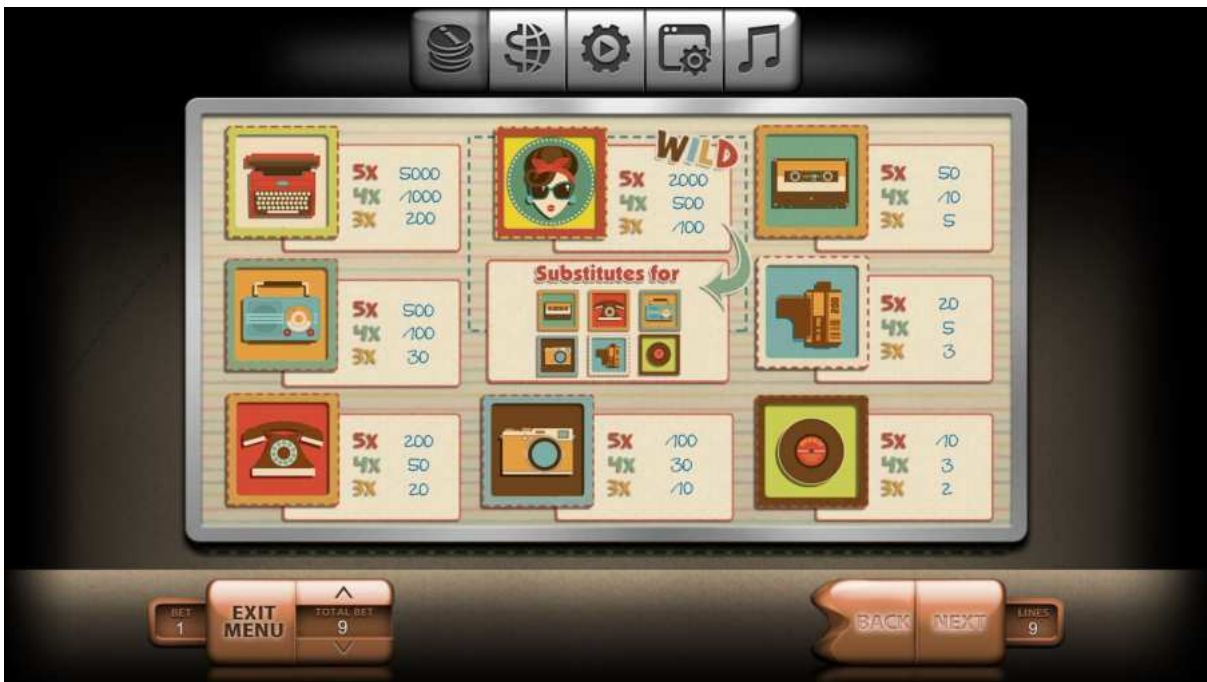 5X 5000
4X 1000
3X 200
WILD
5X 2000
4X 500
3X 100
5X 50
4X 10
3X 5
5X 500
4X 100
3X 30
Substitutes for
5X 20
4X 5
3X 3
5X 200
4X 50
3X 20
5X 100
4X 30
3X 10
5X 10
4X 3
3X 2
BET
1
EXIT
MENU
TOTAL BET
9
BACK
NEXT
LINES
9